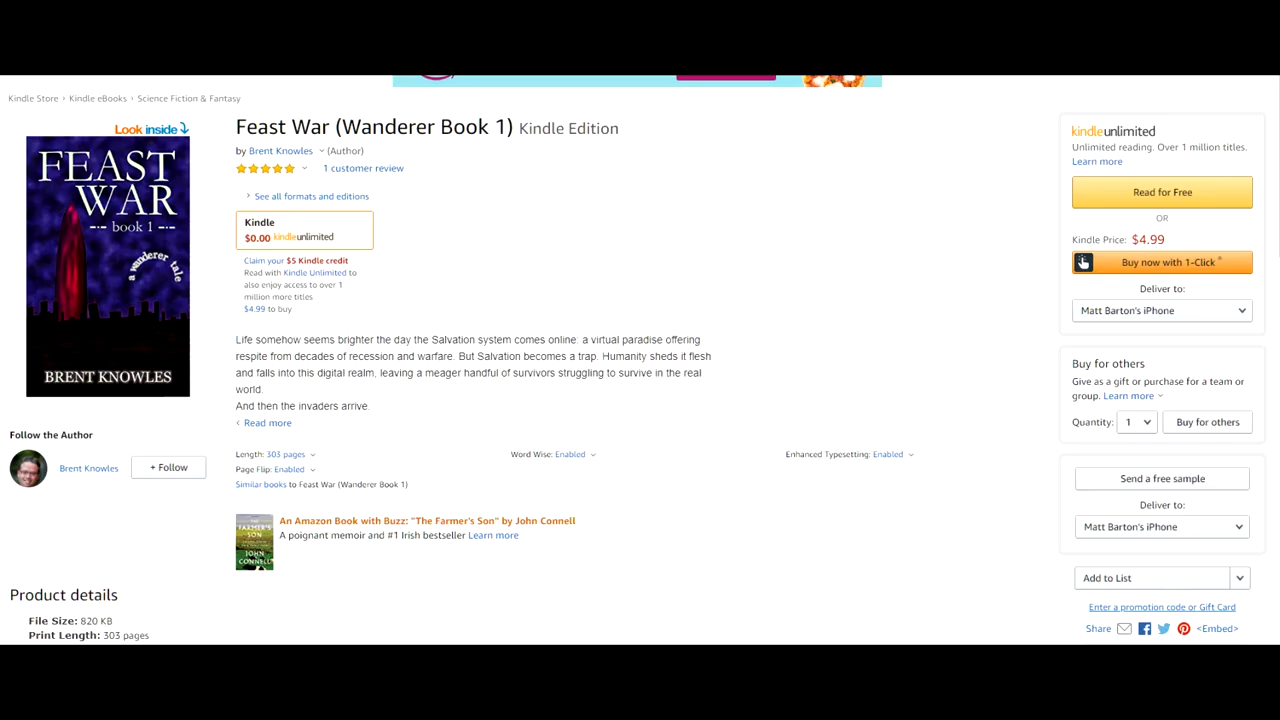 Kindle Store › Kindle eBooks › Science Fiction & Fantasy
Look inside
FEAST
WAR
book 1
a wanderer tale
BRENT KNOWLES
Follow the Author
Brent Knowles
+ Follow
Feast War (Wanderer Book 1) Kindle Edition
by Brent Knowles (Author)
1 customer review
› See all formats and editions
Kindle
$0.00 kindleunlimited
Claim your $5 Kindle credit
Read with Kindle Unlimited to
also enjoy access to over 1
million more titles
$4.99 to buy
Life somehow seems brighter the day the Salvation system comes online: a virtual paradise offering
respite from decades of recession and warfare. But Salvation becomes a trap. Humanity sheds it flesh
and falls into this digital realm, leaving a meager handful of survivors struggling to survive in the real
world.
And then the invaders arrive.
‹ Read more
Length: 303 pages
Word Wise: Enabled
Enhanced Typesetting: Enabled
Page Flip: Enabled
Similar books to Feast War (Wanderer Book 1)
THE
FARMER'S
SON
JOHN
CONNELL
An Amazon Book with Buzz: "The Farmer's Son" by John Connell
A poignant memoir and #1 Irish bestseller Learn more
Product details
File Size: 820 KB
Print Length: 303 pages
kindleunlimited
Unlimited reading. Over 1 million titles.
Learn more
Read for Free
OR
Kindle Price: $4.99
Buy now with 1-Click ®
Deliver to:
Matt Barton's iPhone
Buy for others
Give as a gift or purchase for a team or
group. Learn more
Quantity: 1
Buy for others
Send a free sample
Deliver to:
Matt Barton's iPhone
Add to List
Enter a promotion code or Gift Card
Share <Embed>